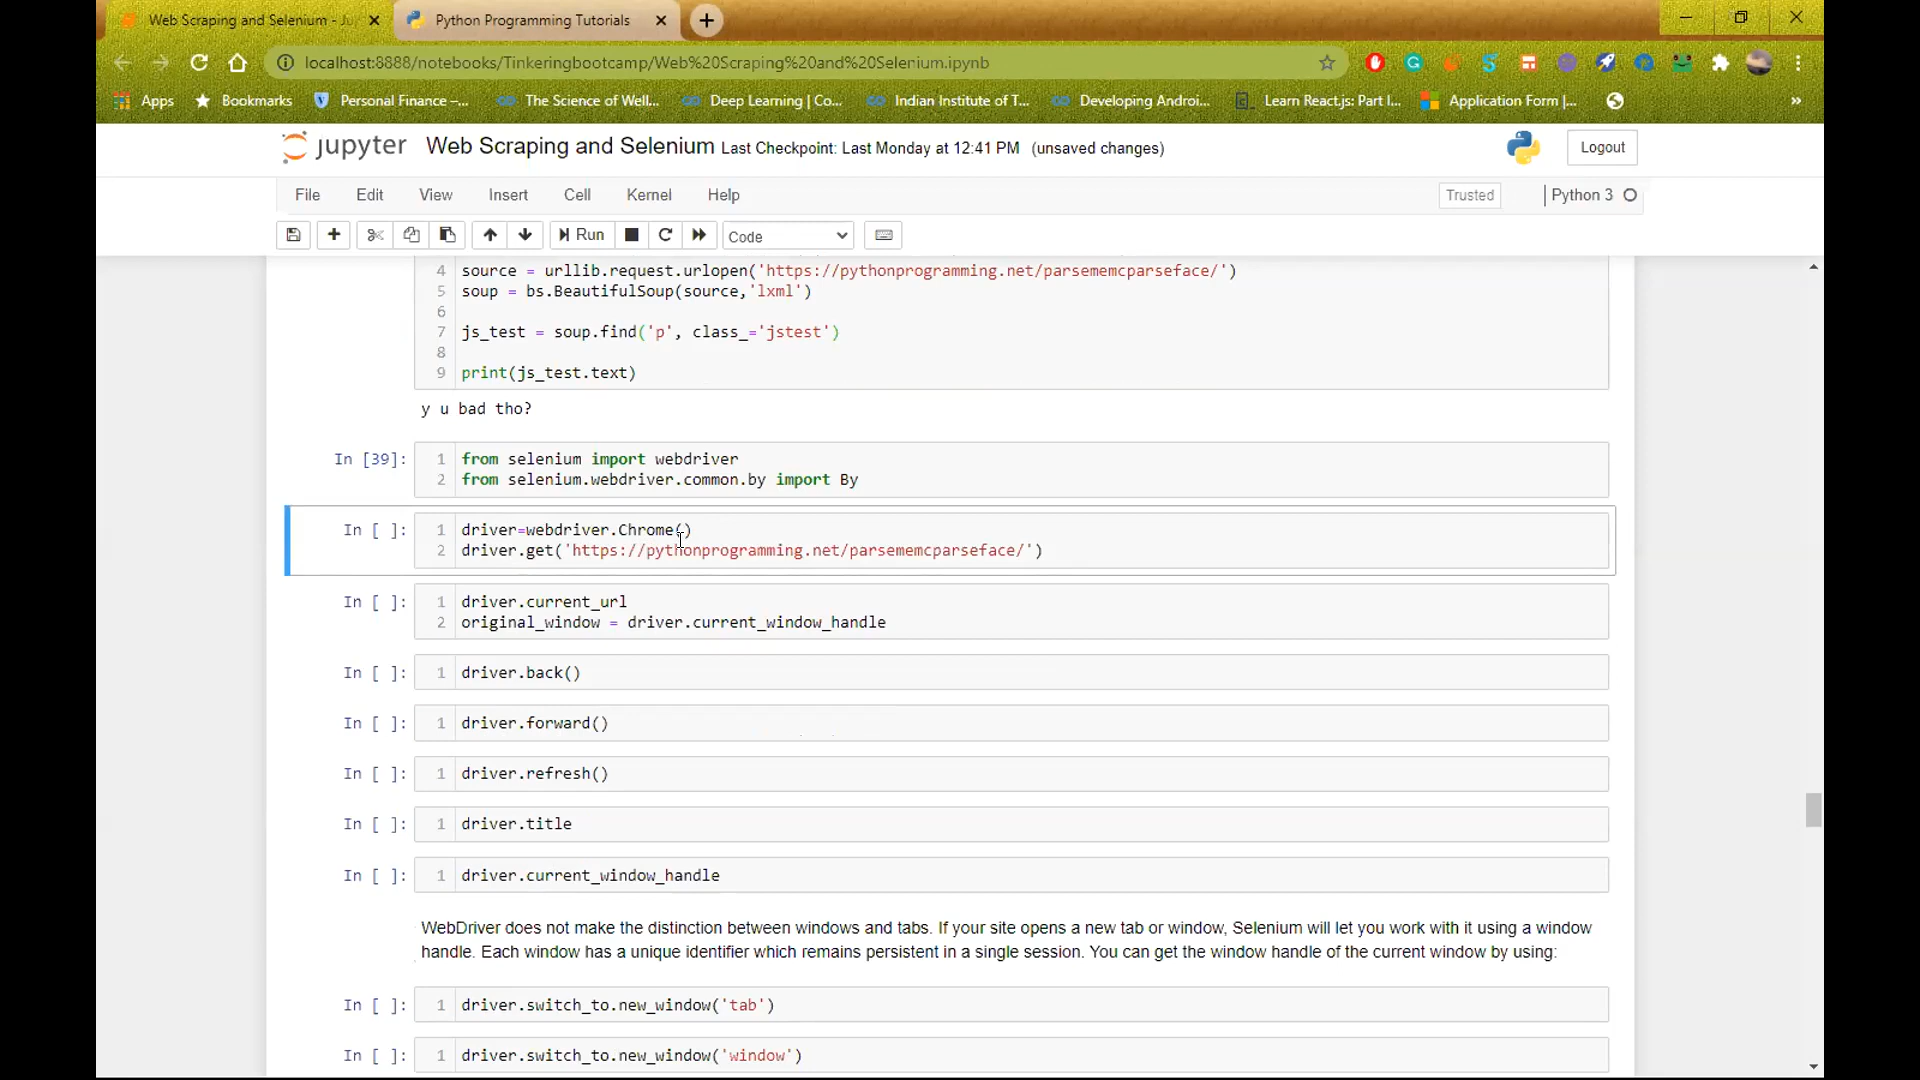 Web Scraping and Selenium - Ju
Python Programming Tutorials
localhost:8888/notebooks/Tinkeringbootcamp/Web%20Scraping%20and%20Selenium.ipynb
Apps
Bookmarks
Personal Finance –...
The Science of Well...
Deep Learning | Co...
Indian Institute of T...
Developing Androi...
Learn React.js: Part I...
Application Form |...
»
jupyter
Web Scraping and Selenium Last Checkpoint: Last Monday at 12:41 PM (unsaved changes)
Logout
File Edit View Insert Cell Kernel Help
Trusted
Python 3
Run
Code
4 source = urllib.request.urlopen('https://pythonprogramming.net/parsememcparseface/')
5 soup = bs.BeautifulSoup(source,'lxml')
6
7 js_test = soup.find('p', class_='jstest')
8
9 print(js_test.text)
y u bad tho?
In [39]: 1 from selenium import webdriver
2 from selenium.webdriver.common.by import By
In [ ]: 1 driver=webdriver.Chrome()
2 driver.get('https://pythonprogramming.net/parsememcparseface/')
In [ ]: 1 driver.current_url
2 original_window = driver.current_window_handle
In [ ]: 1 driver.back()
In [ ]: 1 driver.forward()
In [ ]: 1 driver.refresh()
In [ ]: 1 driver.title
In [ ]: 1 driver.current_window_handle
WebDriver does not make the distinction between windows and tabs. If your site opens a new tab or window, Selenium will let you work with it using a window
handle. Each window has a unique identifier which remains persistent in a single session. You can get the window handle of the current window by using:
In [ ]: 1 driver.switch_to.new_window('tab')
In [ ]: 1 driver.switch_to.new_window('window')